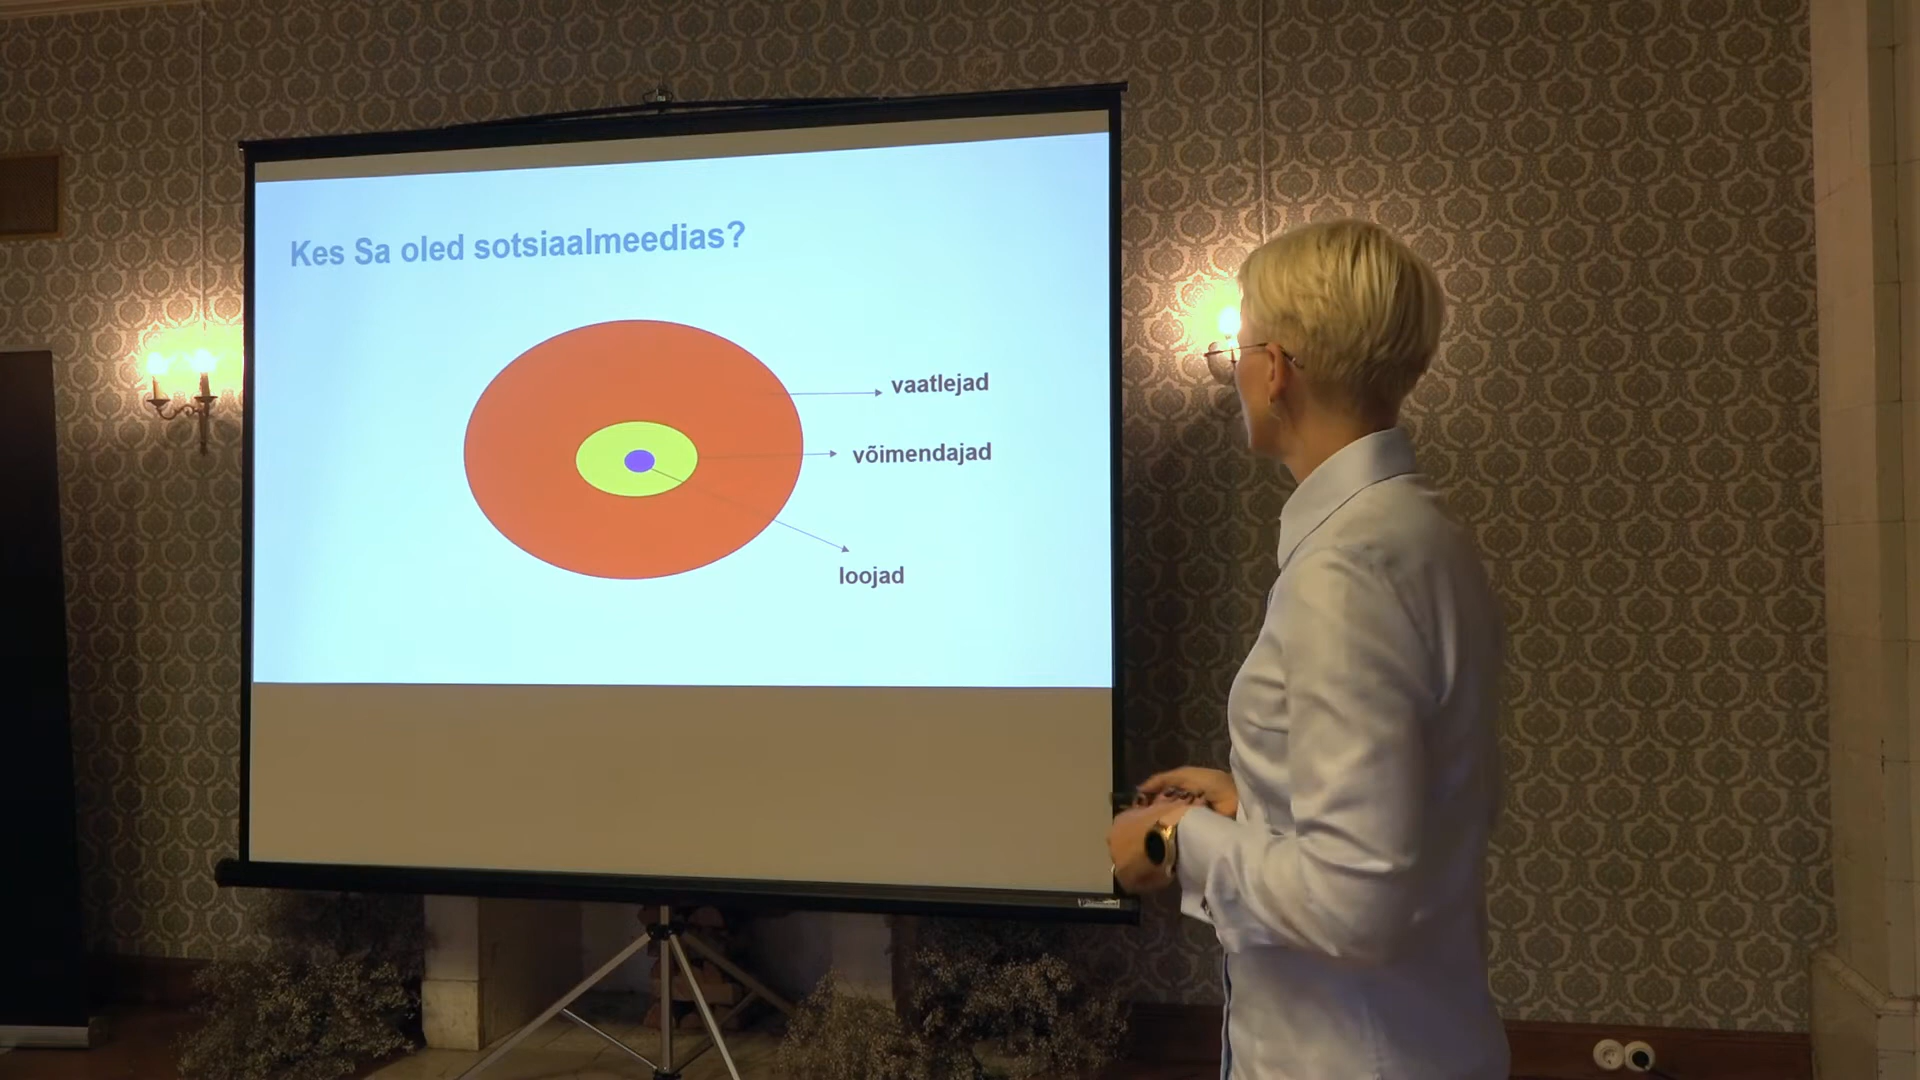 Kes Sa oled sotsiaalmeedias?
vaatlejad
võimendajad
loojad